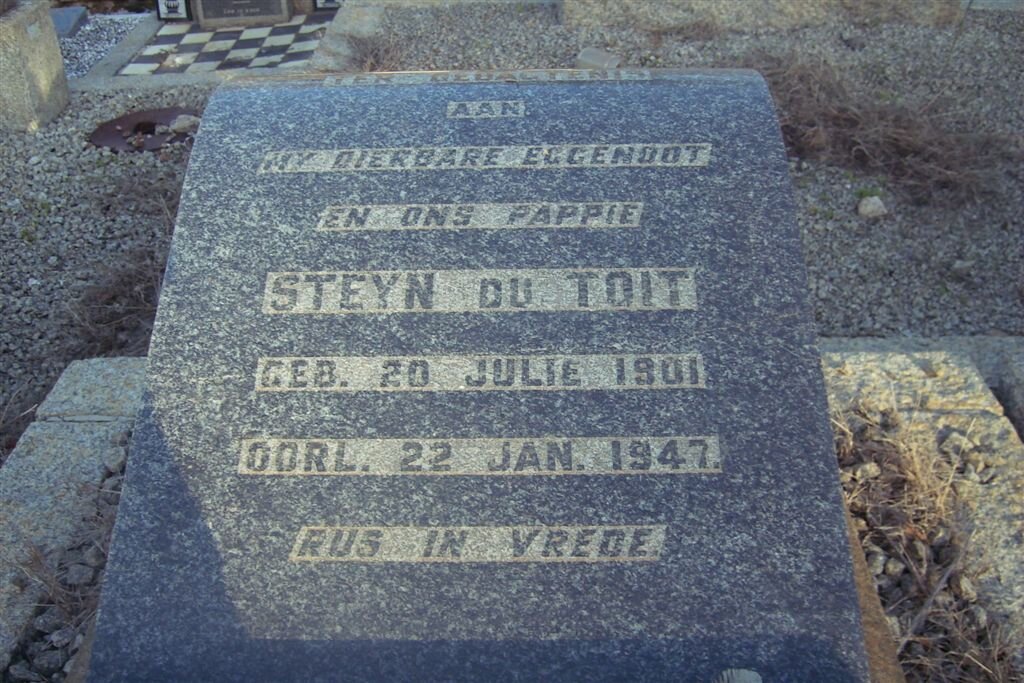 AAN
MY DIERBARE EGGENOOT
EN ONS PAPPIE
STEYN DU TOIT
GEB. 20 JULIE 1901
OORL. 22 JAN. 1947
RUS IN VREDE